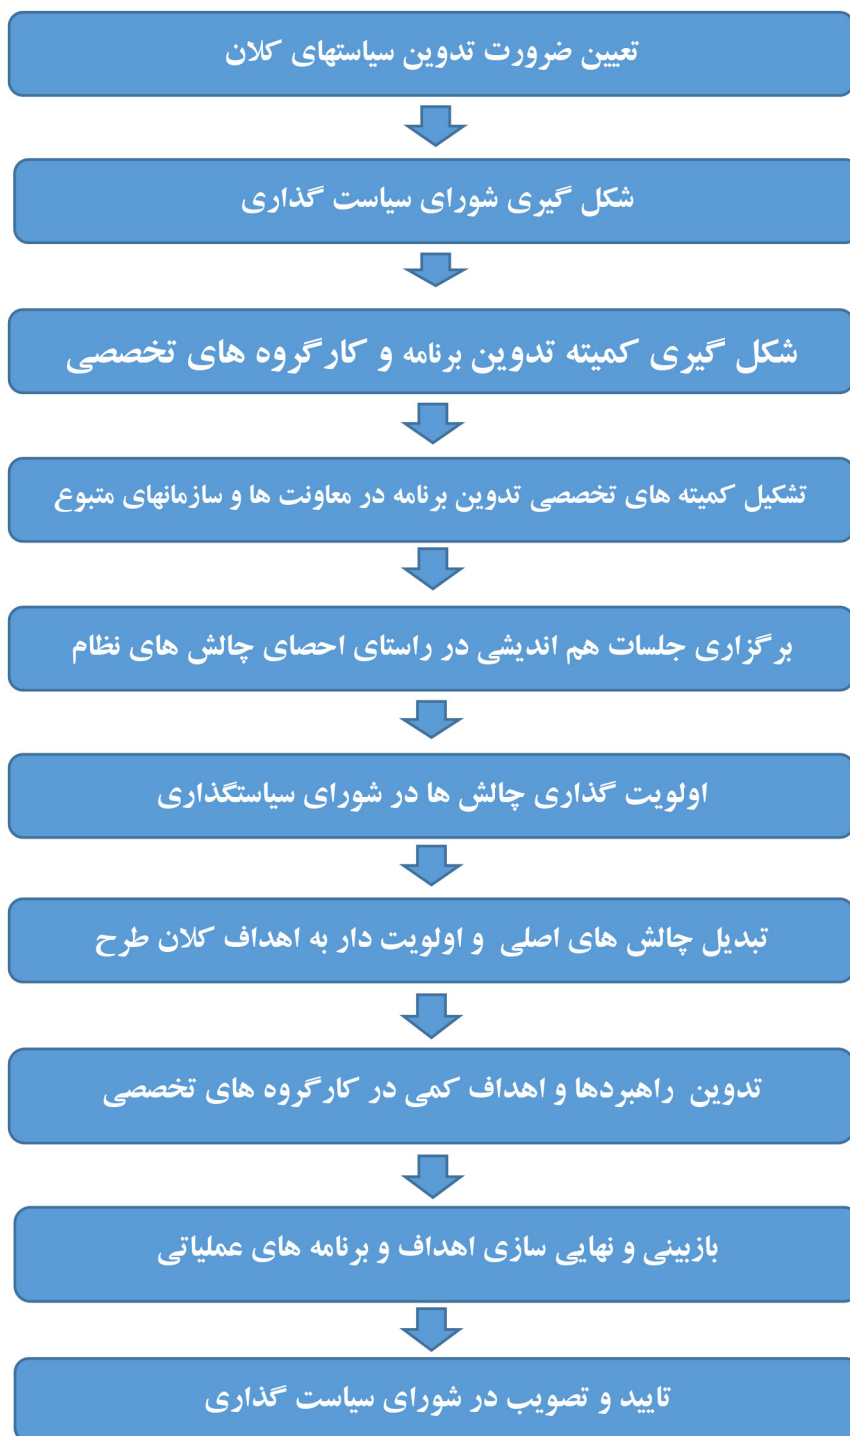 تعیین ضرورت تدوین سیاستهای کلان
شکل گیری شورای سیاست گذاری
شکل گیری کمیته تدوین برنامه و کارگروه های تخصصی
تشکیل کمیته های تخصصی تدوین برنامه در معاونت ها و سازمانهای متبوع
برگزاری جلسات هم اندیشی در راستای احصای چالش های نظام
اولویت گذاری چالش ها در شورای سیاستگذاری
تبدیل چالش های اصلی و اولویت دار به اهداف کلان طرح
تدوین راهبردها و اهداف کمی در کارگروه های تخصصی
بازبینی و نهایی سازی اهداف و برنامه های عملیاتی
تایید و تصویب در شورای سیاست گذاری